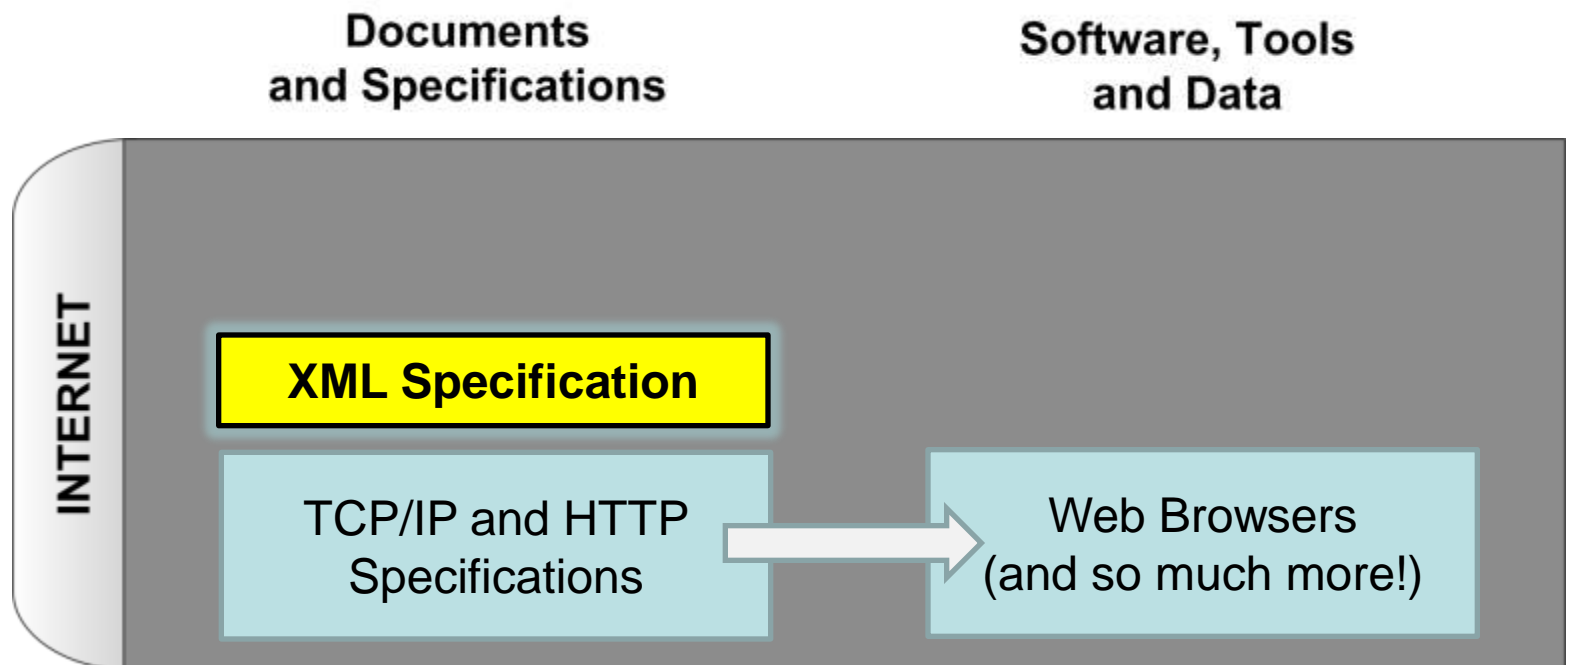 Documents
and Specifications
Software, Tools
and Data
INTERNET
XML Specification
TCP/IP and HTTP
Specifications
Web Browsers
(and so much more!)